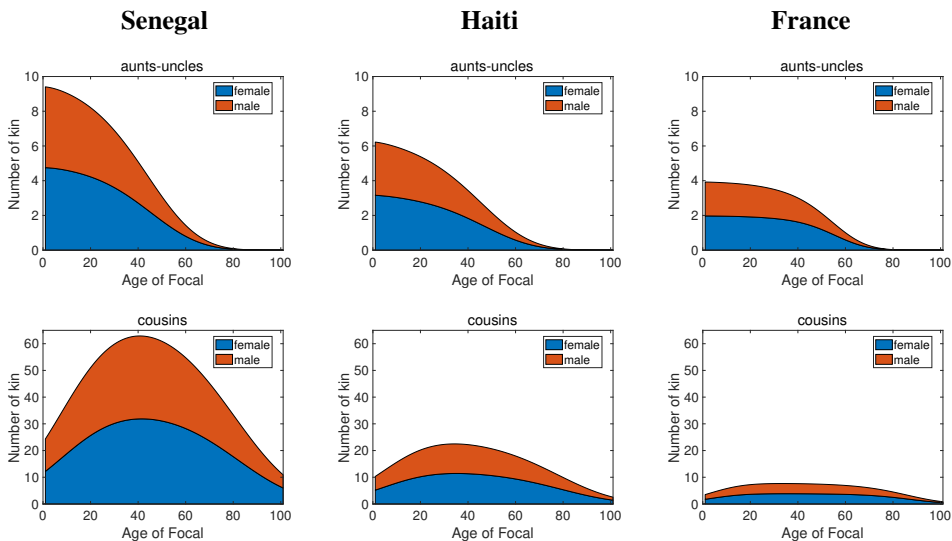 Senegal
Haiti
France
aunts-uncles
10
8
6
4
2
0
Number of kin
female
male
0 20 40 60 80 100
Age of Focal
aunts-uncles
10
8
6
4
2
0
Number of kin
female
male
0 20 40 60 80 100
Age of Focal
aunts-uncles
10
8
6
4
2
0
Number of kin
female
male
0 20 40 60 80 100
Age of Focal
cousins
60
50
40
30
20
10
0
Number of kin
female
male
0 20 40 60 80 100
Age of Focal
cousins
60
50
40
30
20
10
0
Number of kin
female
male
0 20 40 60 80 100
Age of Focal
cousins
60
50
40
30
20
10
0
Number of kin
female
male
0 20 40 60 80 100
Age of Focal